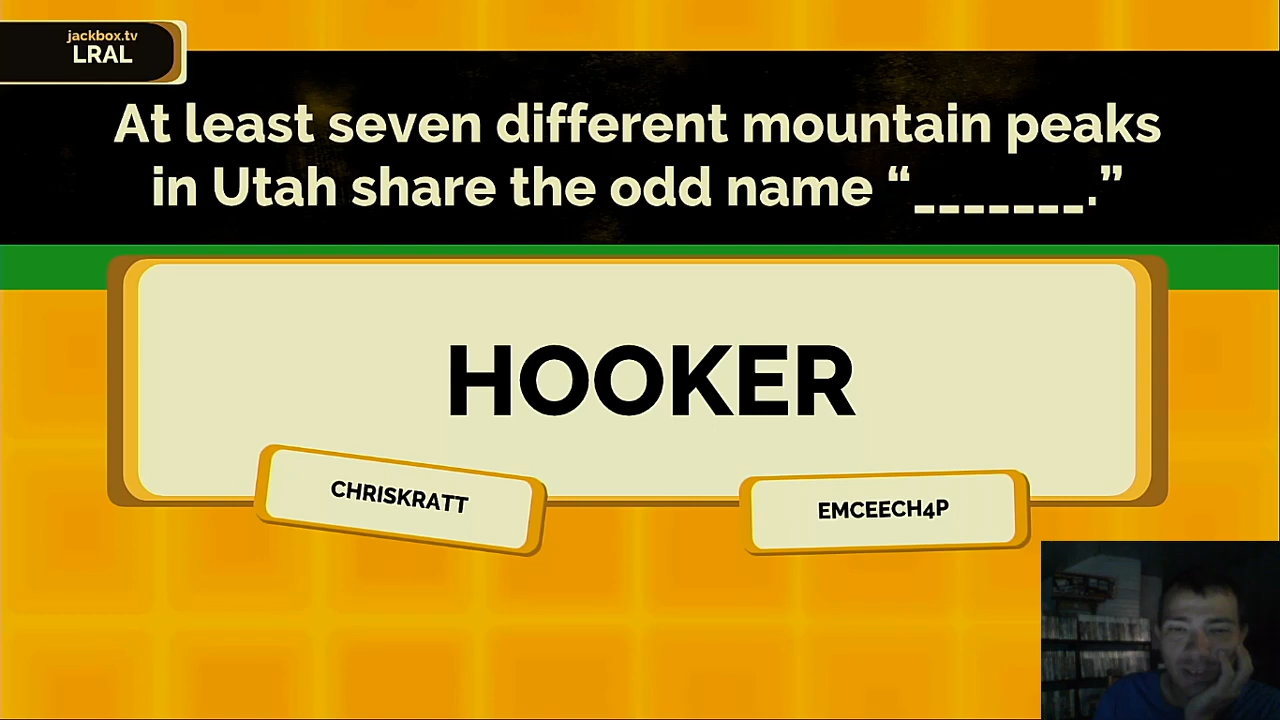 jackbox.tv
LRAL
At least seven different mountain peaks
in Utah share the odd name “_______.”
HOOKER
CHRISKRATT
EMCEECH4P